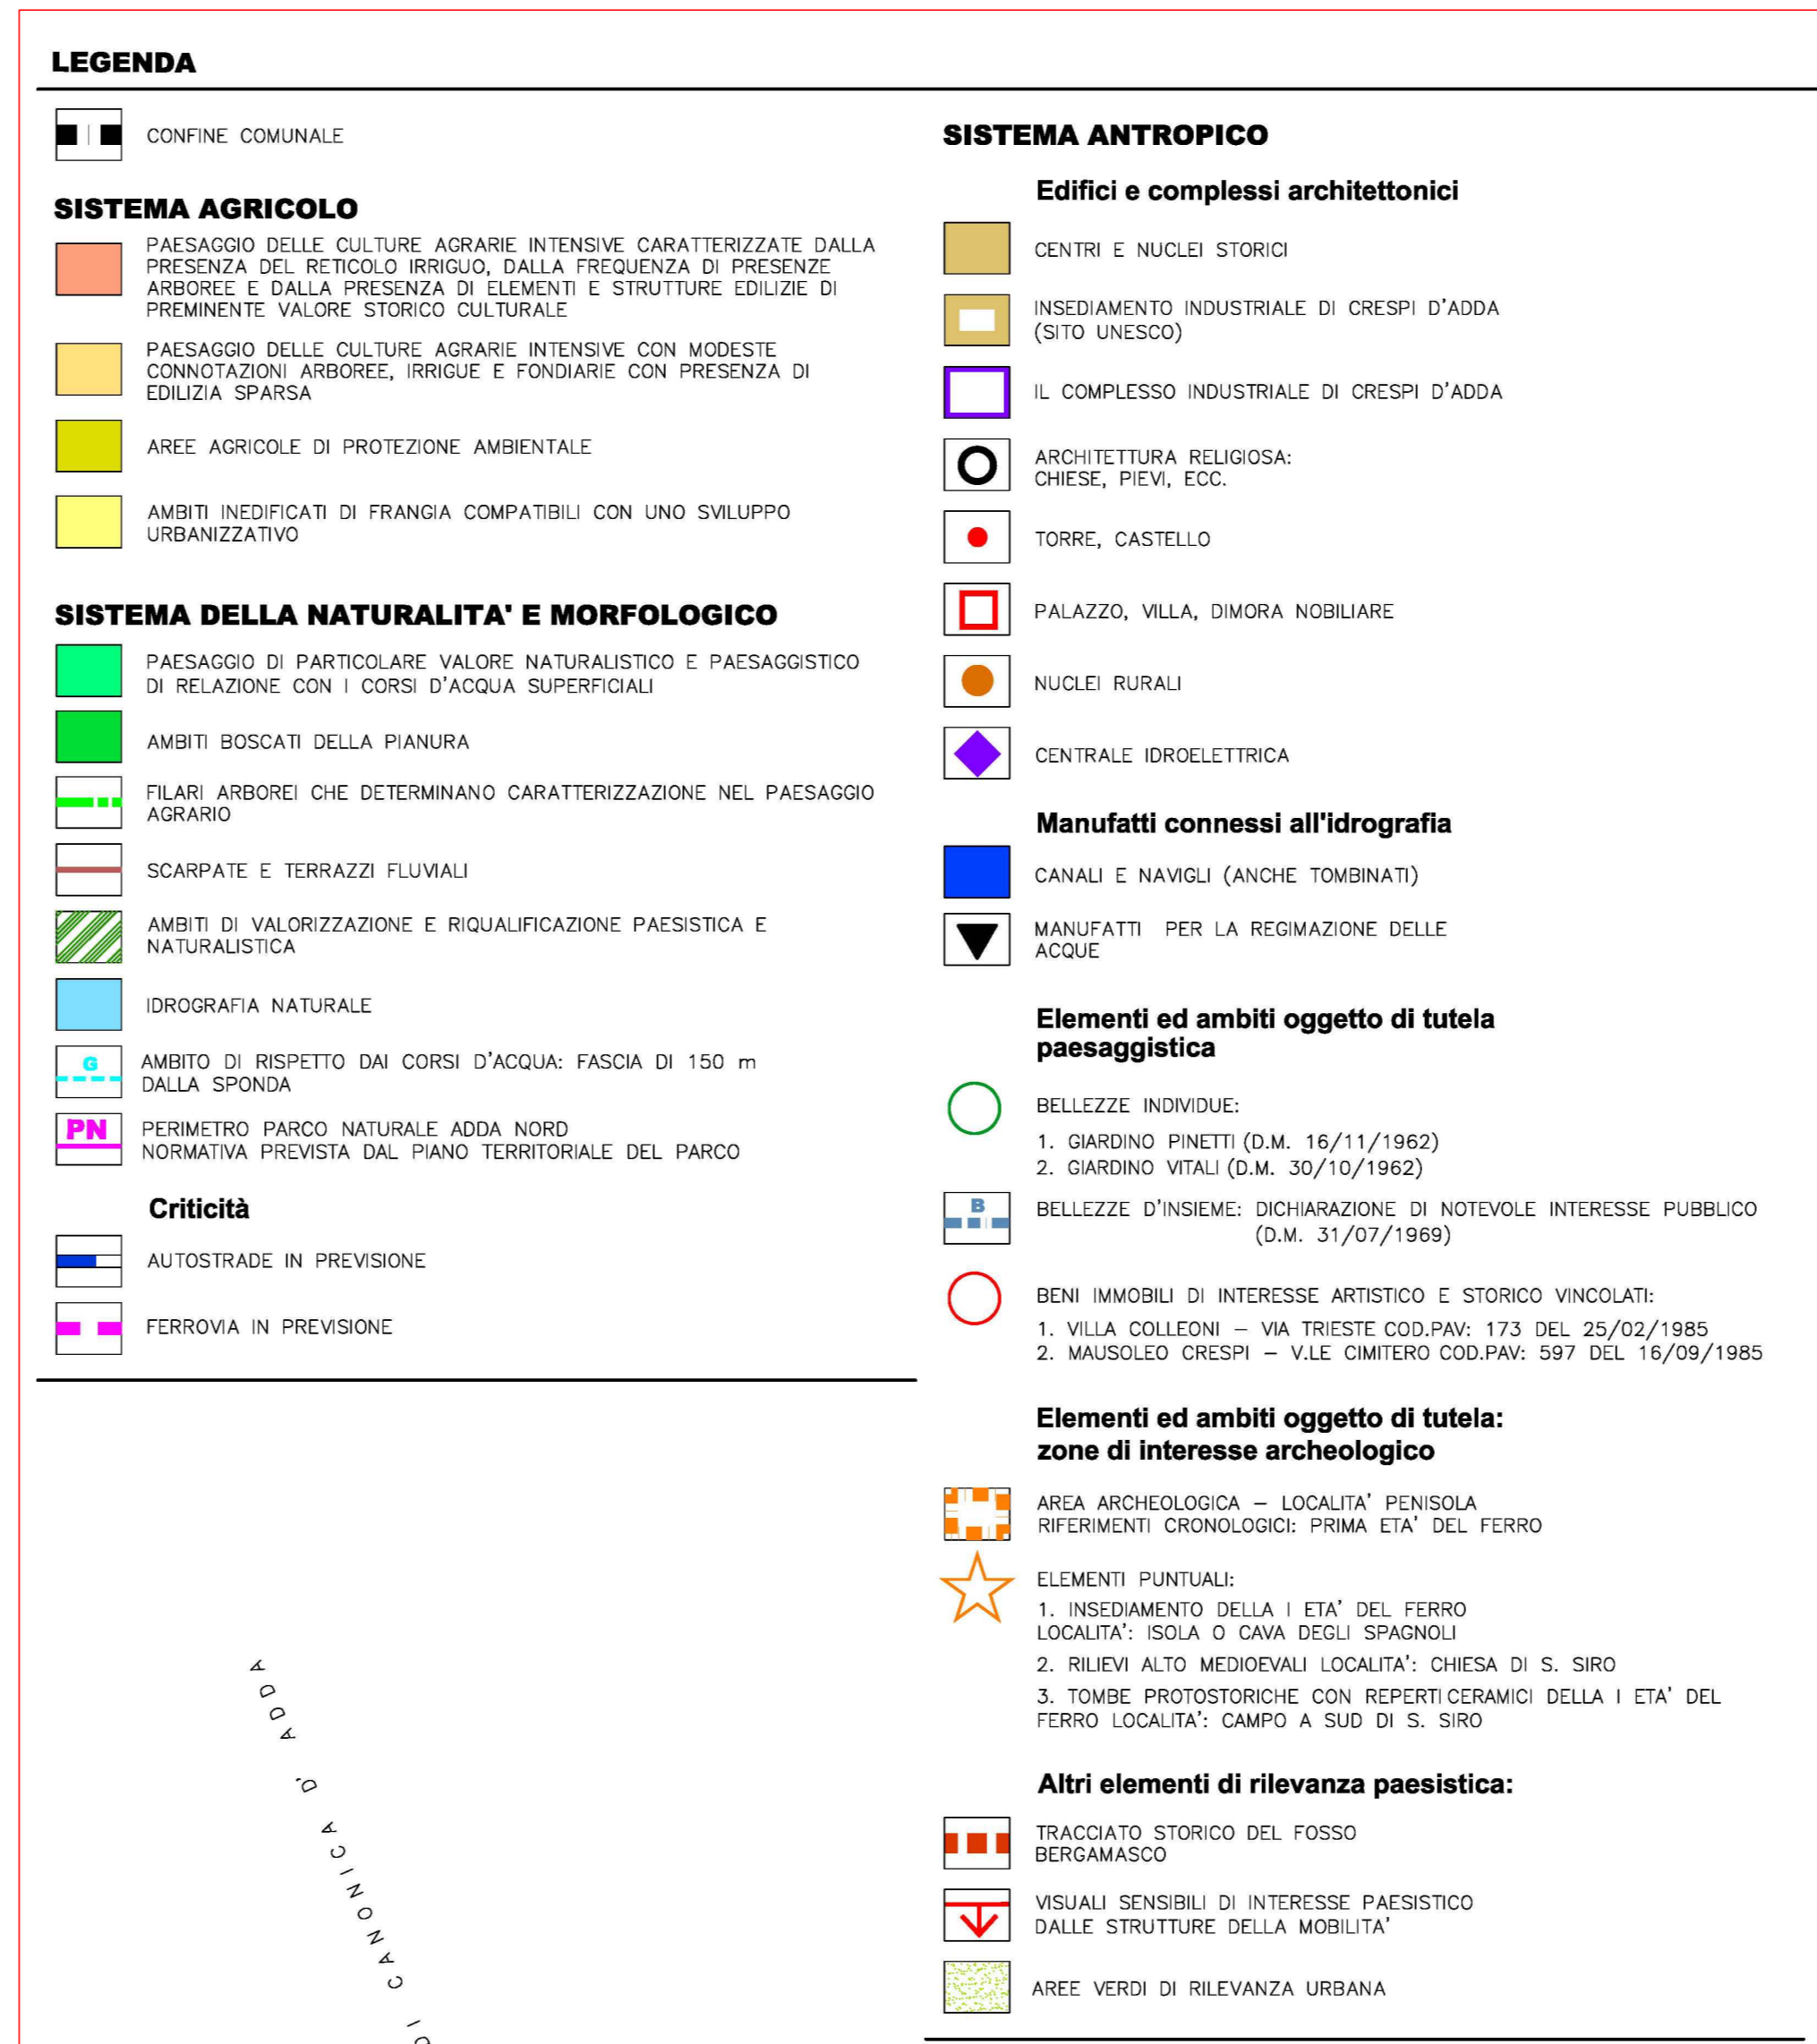 LEGENDA
CONFINE COMUNALE
SISTEMA AGRICOLO
PAESAGGIO DELLE CULTURE AGRARIE INTENSIVE CARATTERIZZATE DALLA
PRESENZA DEL RETICOLO IRRIGUO, DALLA FREQUENZA DI PRESENZE
ARBOREE E DALLA PRESENZA DI ELEMENTI E STRUTTURE EDILIZIE DI
PREMINENTE VALORE STORICO CULTURALE
PAESAGGIO DELLE CULTURE AGRARIE INTENSIVE CON MODESTE
CONNOTAZIONI ARBOREE, IRRIGUE E FONDIARIE CON PRESENZA DI
EDILIZIA SPARSA
AREE AGRICOLE DI PROTEZIONE AMBIENTALE
AMBITI INEDIFICATI DI FRANGIA COMPATIBILI CON UNO SVILUPPO
URBANIZZATIVO
SISTEMA DELLA NATURALITA' E MORFOLOGICO
PAESAGGIO DI PARTICOLARE VALORE NATURALISTICO E PAESAGGISTICO
DI RELAZIONE CON I CORSI D'ACQUA SUPERFICIALI
AMBITI BOSCATI DELLA PIANURA
FILARI ARBOREI CHE DETERMINANO CARATTERIZZAZIONE NEL PAESAGGIO
AGRARIO
SCARPATE E TERRAZZI FLUVIALI
AMBITI DI VALORIZZAZIONE E RIQUALIFICAZIONE PAESISTICA E
NATURALISTICA
IDROGRAFIA NATURALE
G
AMBITO DI RISPETTO DAI CORSI D'ACQUA: FASCIA DI 150 m
DALLA SPONDA
PN
PERIMETRO PARCO NATURALE ADDA NORD
NORMATIVA PREVISTA DAL PIANO TERRITORIALE DEL PARCO
Criticità
AUTOSTRADE IN PREVISIONE
FERROVIA IN PREVISIONE
DI CANONICA D' ADDA
SISTEMA ANTROPICO
Edifici e complessi architettonici
CENTRI E NUCLEI STORICI
INSEDIAMENTO INDUSTRIALE DI CRESPI D'ADDA
(SITO UNESCO)
IL COMPLESSO INDUSTRIALE DI CRESPI D'ADDA
ARCHITETTURA RELIGIOSA:
CHIESE, PIEVI, ECC.
TORRE, CASTELLO
PALAZZO, VILLA, DIMORA NOBILIARE
NUCLEI RURALI
CENTRALE IDROELETTRICA
Manufatti connessi all'idrografia
CANALI E NAVIGLI (ANCHE TOMBINATI)
MANUFATTI PER LA REGIMAZIONE DELLE
ACQUE
Elementi ed ambiti oggetto di tutela
paesaggistica
BELLEZZE INDIVIDUE:
1. GIARDINO PINETTI (D.M. 16/11/1962)
2. GIARDINO VITALI (D.M. 30/10/1962)
B
BELLEZZE D'INSIEME: DICHIARAZIONE DI NOTEVOLE INTERESSE PUBBLICO
(D.M. 31/07/1969)
BENI IMMOBILI DI INTERESSE ARTISTICO E STORICO VINCOLATI:
1. VILLA COLLEONI – VIA TRIESTE COD.PAV: 173 DEL 25/02/1985
2. MAUSOLEO CRESPI – V.LE CIMITERO COD.PAV: 597 DEL 16/09/1985
Elementi ed ambiti oggetto di tutela:
zone di interesse archeologico
AREA ARCHEOLOGICA – LOCALITA' PENISOLA
RIFERIMENTI CRONOLOGICI: PRIMA ETA' DEL FERRO
ELEMENTI PUNTUALI:
1. INSEDIAMENTO DELLA I ETA' DEL FERRO
LOCALITA': ISOLA O CAVA DEGLI SPAGNOLI
2. RILIEVI ALTO MEDIOEVALI LOCALITA': CHIESA DI S. SIRO
3. TOMBE PROTOSTORICHE CON REPERTI CERAMICI DELLA I ETA' DEL
FERRO LOCALITA': CAMPO A SUD DI S. SIRO
Altri elementi di rilevanza paesistica:
TRACCIATO STORICO DEL FOSSO
BERGAMASCO
VISUALI SENSIBILI DI INTERESSE PAESISTICO
DALLE STRUTTURE DELLA MOBILITA'
AREE VERDI DI RILEVANZA URBANA